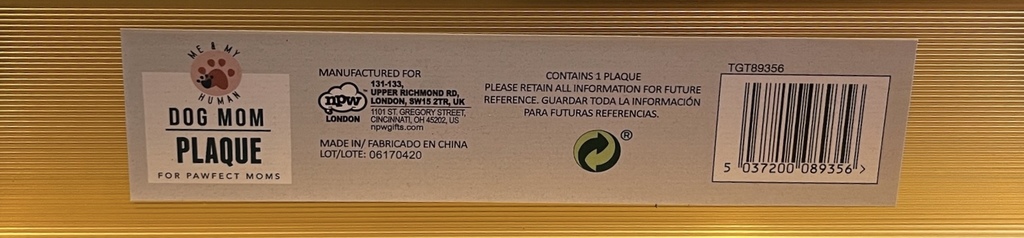 ME & MY
HUMAN
DOG MOM
PLAQUE
FOR PAWFECT MOMS
MANUFACTURED FOR
npw
LONDON
131-133,
UPPER RICHMOND RD,
LONDON, SW15 2TR, UK
1101 ST. GREGORY STREET,
CINCINNATI, OH 45202, US
npwgifts.com
MADE IN/ FABRICADO EN CHINA
LOT/LOTE: 06170420
CONTAINS 1 PLAQUE
PLEASE RETAIN ALL INFORMATION FOR FUTURE
REFERENCE. GUARDAR TODA LA INFORMACIÓN
PARA FUTURAS REFERENCIAS.
®
TGT89356
5 037200 089356 >